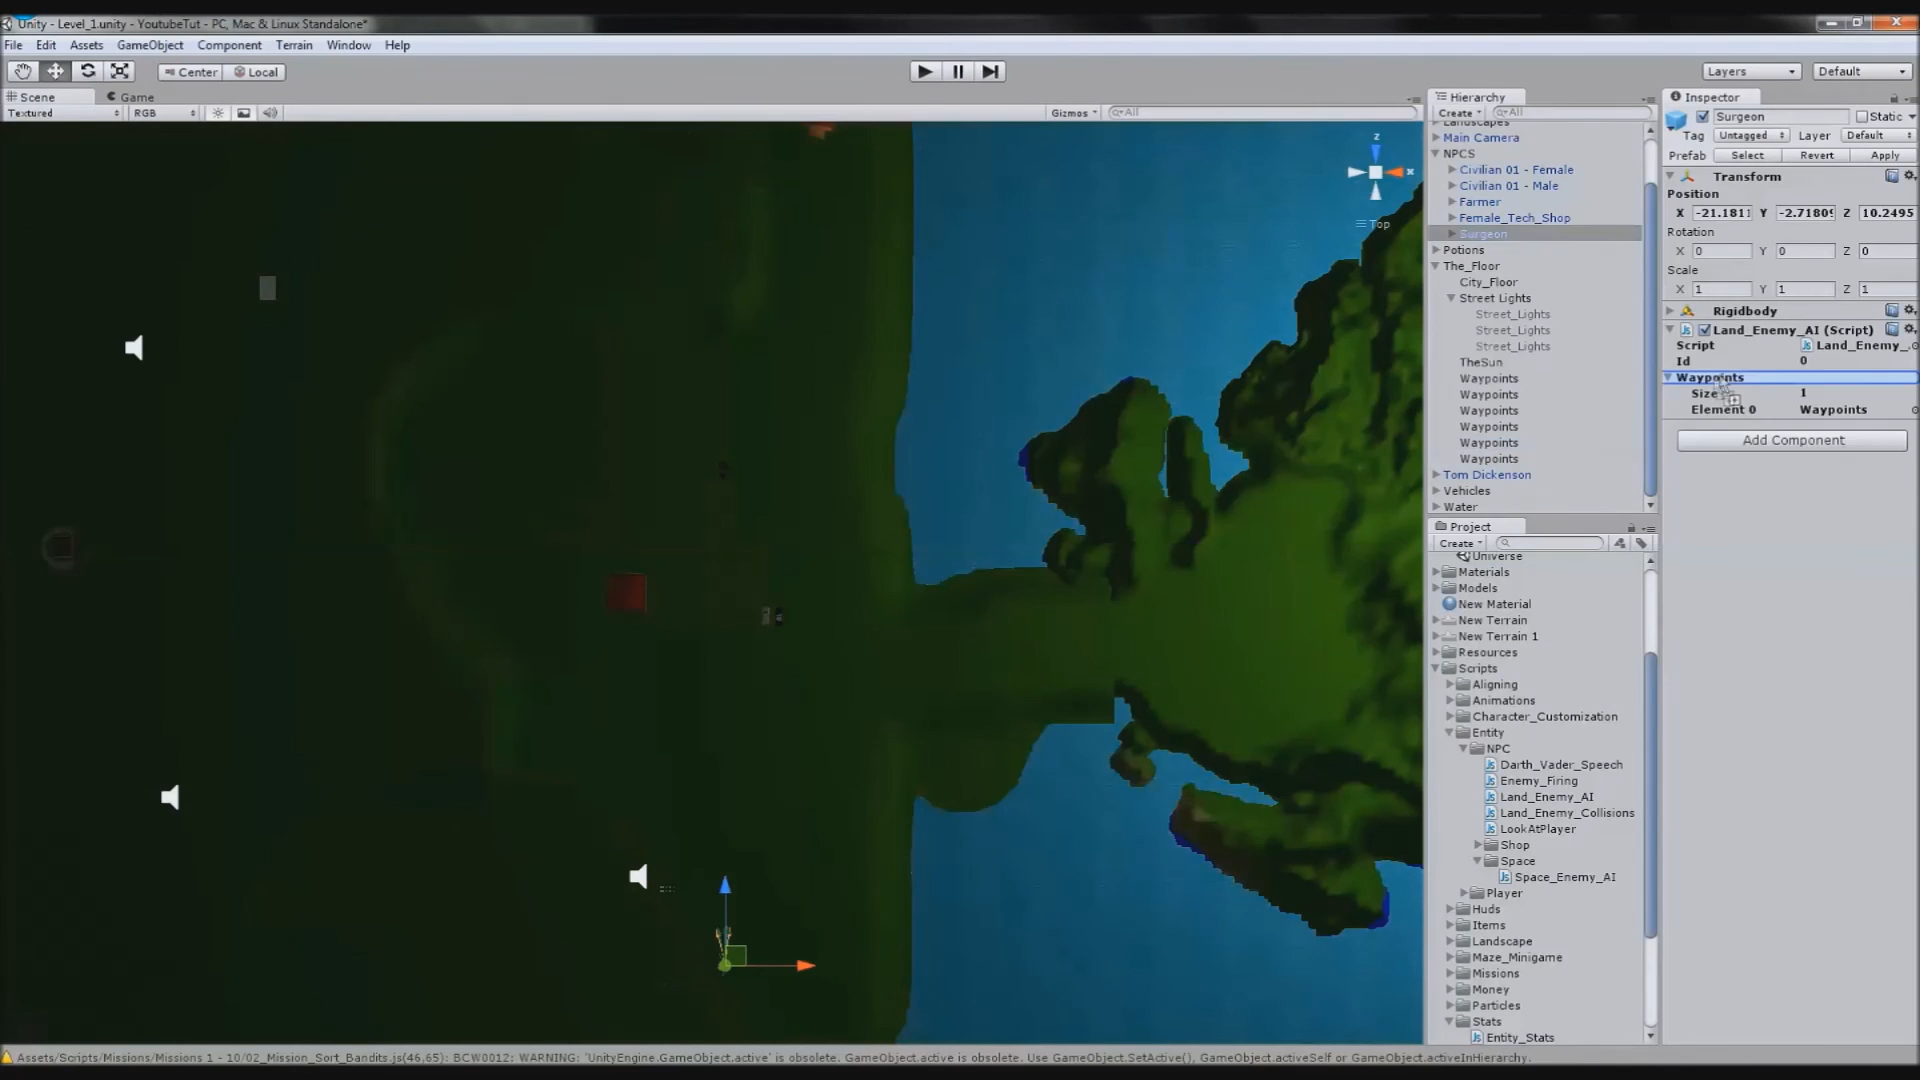 Unity - Level_1.unity - YoutubeTut - PC, Mac & Linux Standalone*
File Edit Assets GameObject Component Terrain Window Help
Center Local Layers Default
Scene Game
Textured RGB Gizmos All
z
x
Top
Hierarchy
Create All
Landscapes
Main Camera
NPCS
Civilian 01 - Female
Civilian 01 - Male
Farmer
Female_Tech_Shop
Surgeon
Potions
The_Floor
City_Floor
Street Lights
Street_Lights
Street_Lights
Street_Lights
TheSun
Waypoints
Waypoints
Waypoints
Waypoints
Waypoints
Waypoints
Tom Dickenson
Vehicles
Water
Project
Create
Universe
Materials
Models
New Material
New Terrain
New Terrain 1
Resources
Scripts
Aligning
Animations
Character_Customization
Entity
NPC
Darth_Vader_Speech
Enemy_Firing
Land_Enemy_AI
Land_Enemy_Collisions
LookAtPlayer
Shop
Space
Space_Enemy_AI
Player
Huds
Items
Landscape
Maze_Minigame
Missions
Money
Particles
Stats
Entity_Stats
Inspector
Surgeon Static
Tag Untagged Layer Default
Prefab Select Revert Apply
Transform
Position
X -21.1811 Y -2.71809 Z 10.2495
Rotation
X 0 Y 0 Z 0
Scale
X 1 Y 1 Z 1
Rigidbody
Land_Enemy_AI (Script)
Script Land_Enemy_
Id 0
Waypoints
Size 1
Element 0 Waypoints
Add Component
Assets/Scripts/Missions/Missions 1 - 10/02_Mission_Sort_Bandits.js(46,65): BCW0012: WARNING: 'UnityEngine.GameObject.active' is obsolete. GameObject.active is obsolete. Use GameObject.SetActive(), GameObject.activeSelf or GameObject.activeInHierarchy.